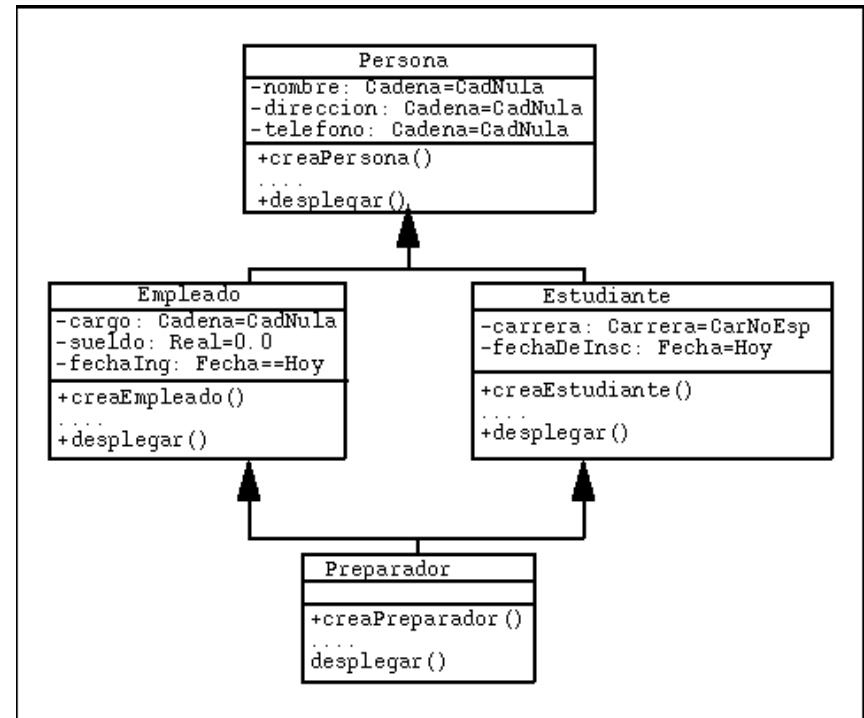 Persona
-nombre: Cadena=CadNula
-direccion: Cadena=CadNula
-telefono: Cadena=CadNula
+creaPersona()
....
+desplegar()
Empleado
-cargo: Cadena=CadNula
-sueldo: Real=0.0
-fechaIng: Fecha==Hoy
+creaEmpleado()
....
+desplegar()
Estudiante
-carrera: Carrera=CarNoEsp
-fechaDeInsc: Fecha=Hoy
+creaEstudiante()
....
+desplegar()
Preparador
+creaPreparador()
....
desplegar()